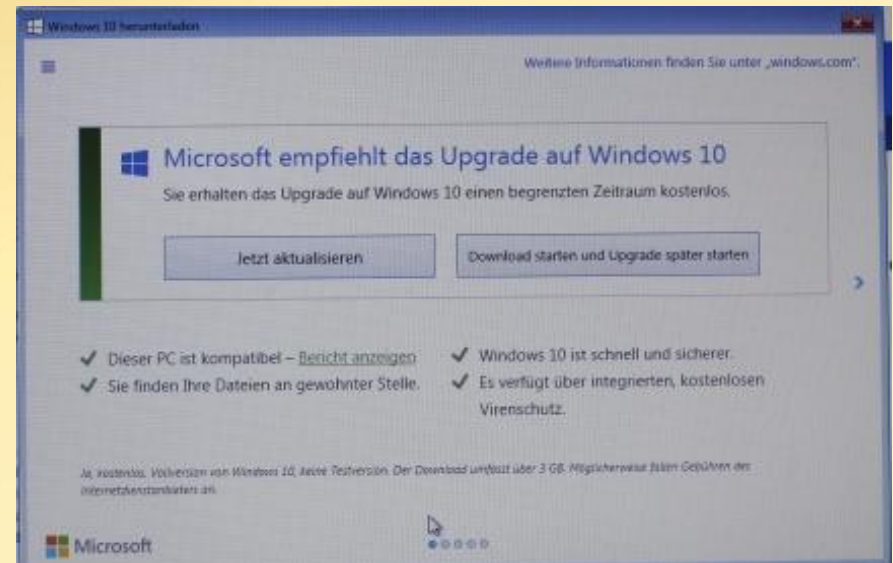 Windows 10 herunterladen
Weitere Informationen finden Sie unter „windows.com“.
Microsoft empfiehlt das Upgrade auf Windows 10
Sie erhalten das Upgrade auf Windows 10 einen begrenzten Zeitraum kostenlos.
Jetzt aktualisieren
Download starten und Upgrade später starten
Dieser PC ist kompatibel – Bericht anzeigen
Sie finden Ihre Dateien an gewohnter Stelle.
Windows 10 ist schnell und sicherer.
Es verfügt über integrierten, kostenlosen
Virenschutz.
Ja, kostenlos. Vollversion von Windows 10, keine Testversion. Der Download umfasst über 3 GB. Möglicherweise fallen Gebühren des
Internetdienstanbieters an.
Microsoft